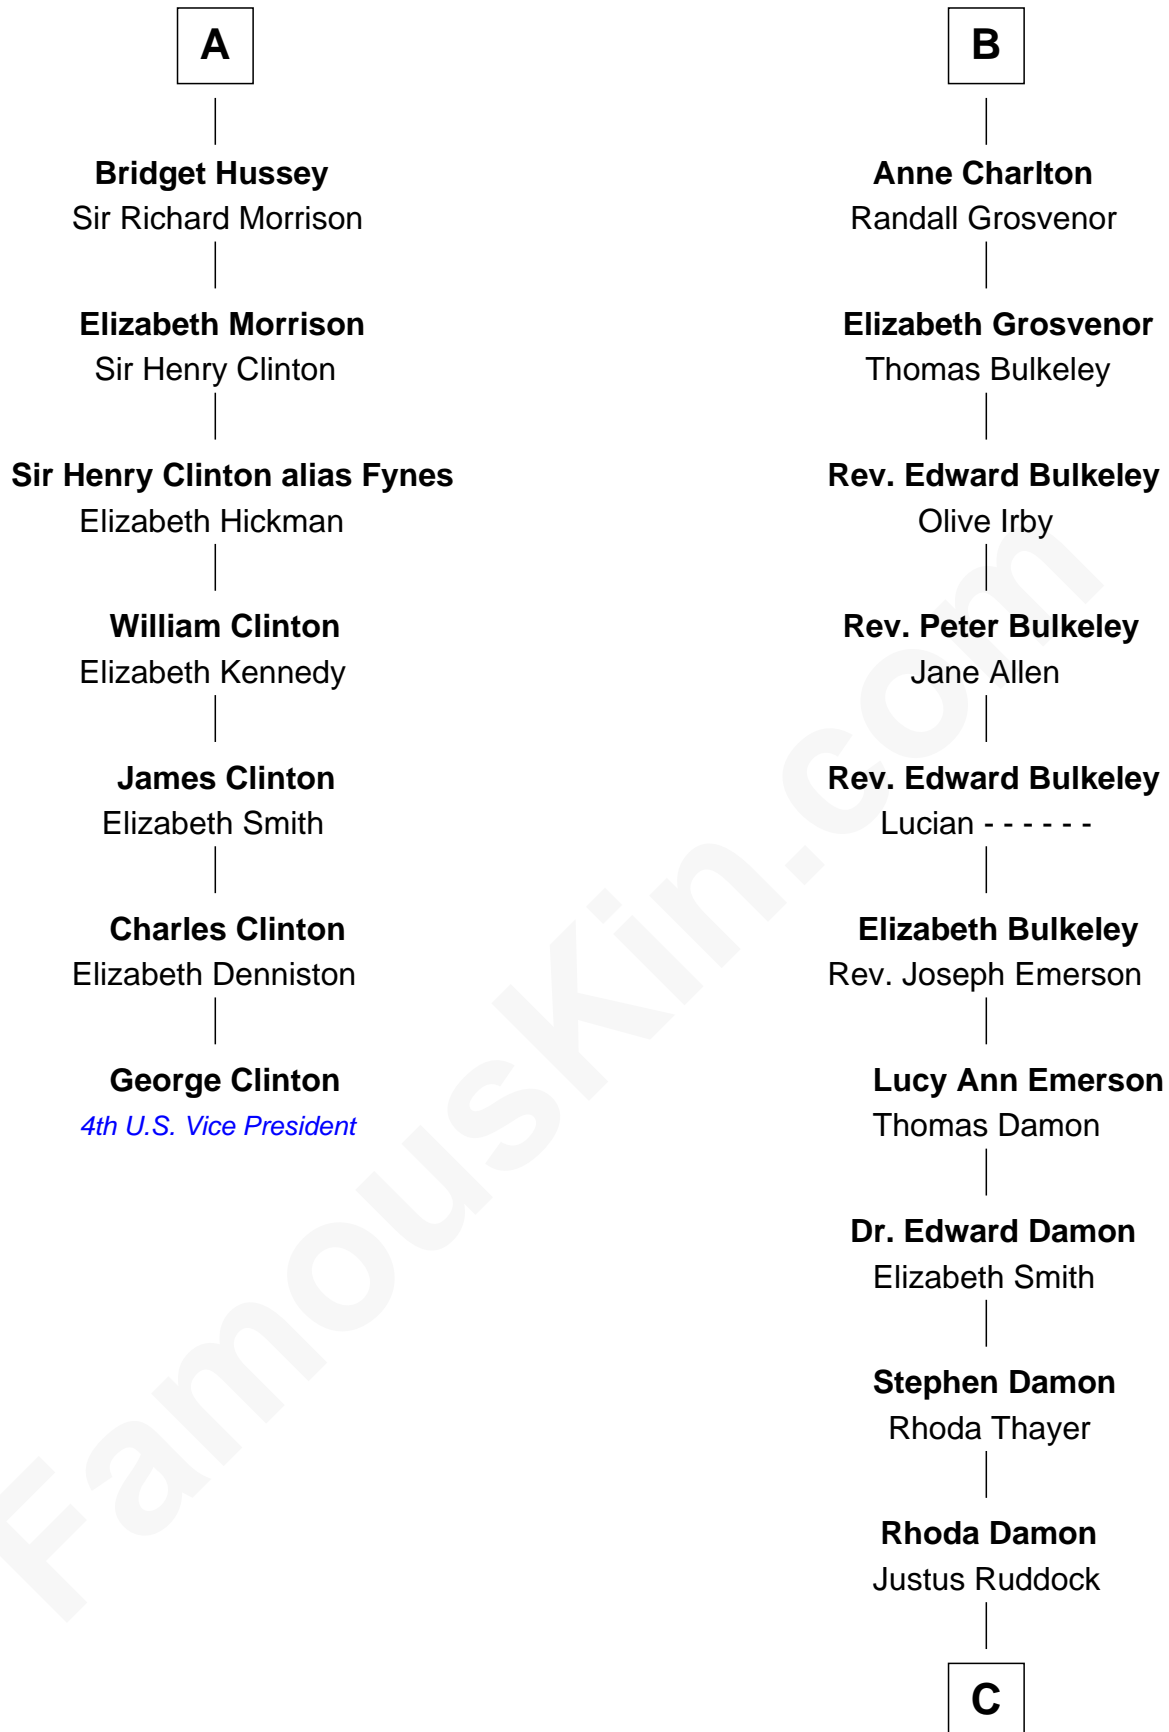 A
Bridget Hussey
Sir Richard Morrison
Elizabeth Morrison
Sir Henry Clinton
Sir Henry Clinton alias Fynes
Elizabeth Hickman
William Clinton
Elizabeth Kennedy
James Clinton
Elizabeth Smith
Charles Clinton
Elizabeth Denniston
George Clinton
4th U.S. Vice President
B
Anne Charlton
Randall Grosvenor
Elizabeth Grosvenor
Thomas Bulkeley
Rev. Edward Bulkeley
Olive Irby
Rev. Peter Bulkeley
Jane Allen
Rev. Edward Bulkeley
Lucian - - - - - -
Elizabeth Bulkeley
Rev. Joseph Emerson
Lucy Ann Emerson
Thomas Damon
Dr. Edward Damon
Elizabeth Smith
Stephen Damon
Rhoda Thayer
Rhoda Damon
Justus Ruddock
C
FamousKin.com